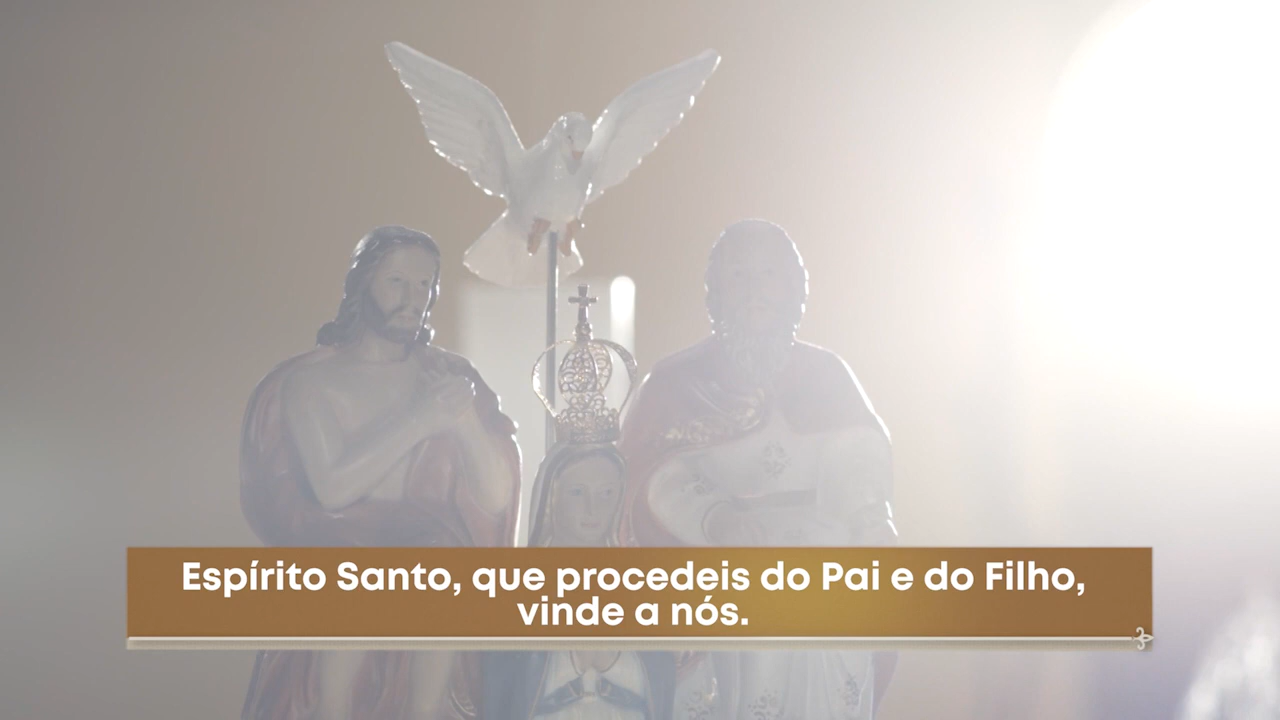 Espírito Santo, que procedeis do Pai e do Filho,
vinde a nós.